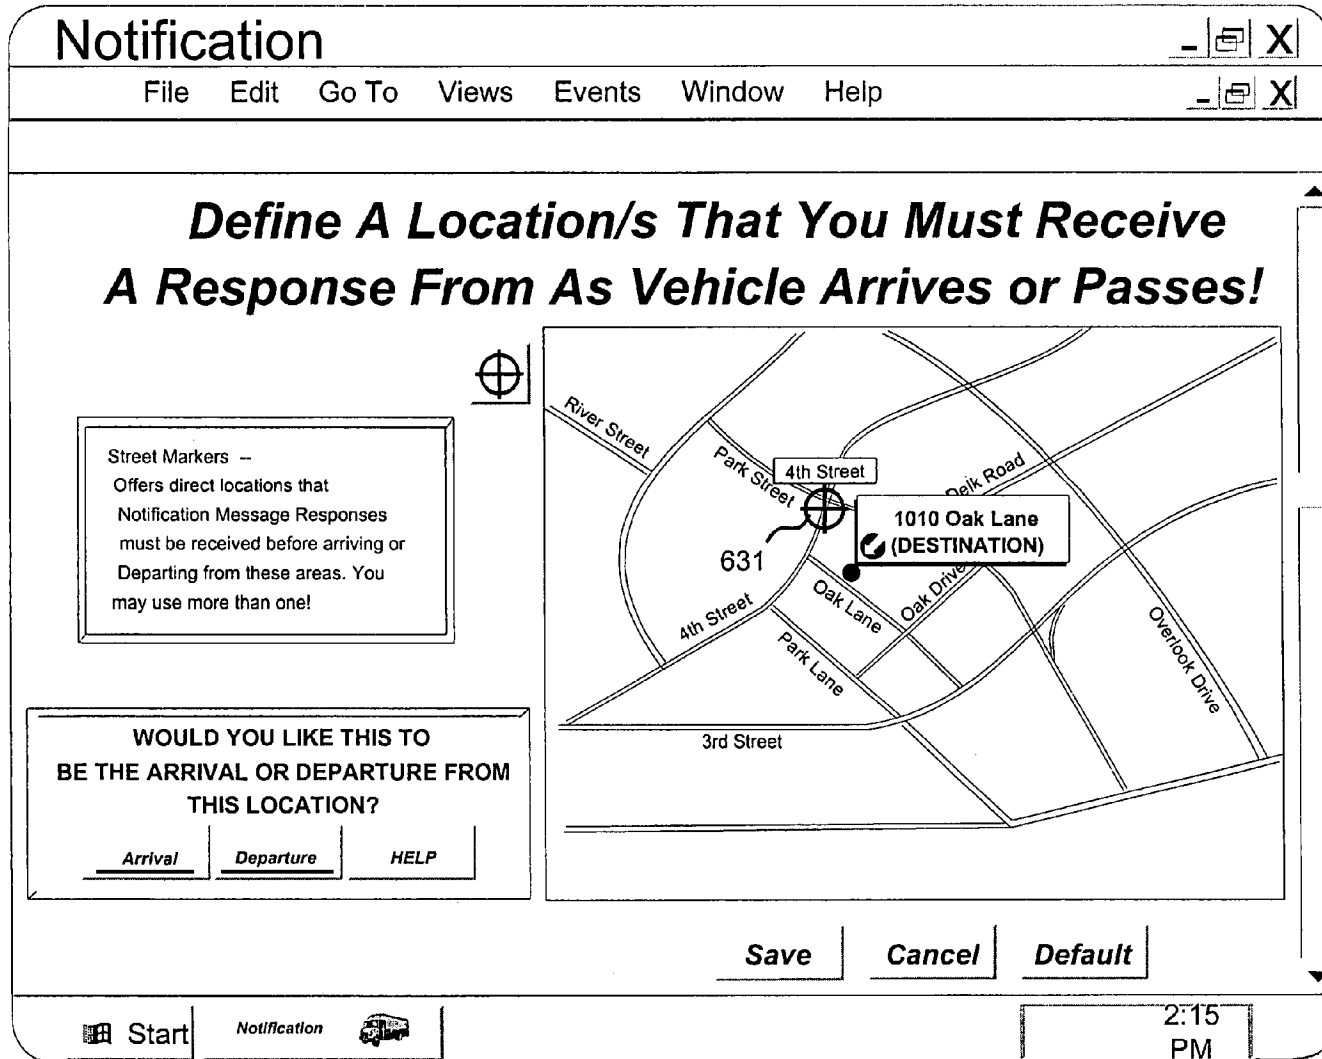 Notification
File Edit Go To Views Events Window Help
Define A Location/s That You Must Receive
A Response From As Vehicle Arrives or Passes!
Street Markers --
Offers direct locations that
Notification Message Responses
must be received before arriving or
Departing from these areas. You
may use more than one!
WOULD YOU LIKE THIS TO
BE THE ARRIVAL OR DEPARTURE FROM
THIS LOCATION?
Arrival Departure HELP
River Street
Park Street
4th Street
Delk Road
1010 Oak Lane
(DESTINATION)
631
Oak Lane
Oak Drive
4th Street
Park Lane
Overlook Drive
3rd Street
Save Cancel Default
Start Notification
2:15
PM